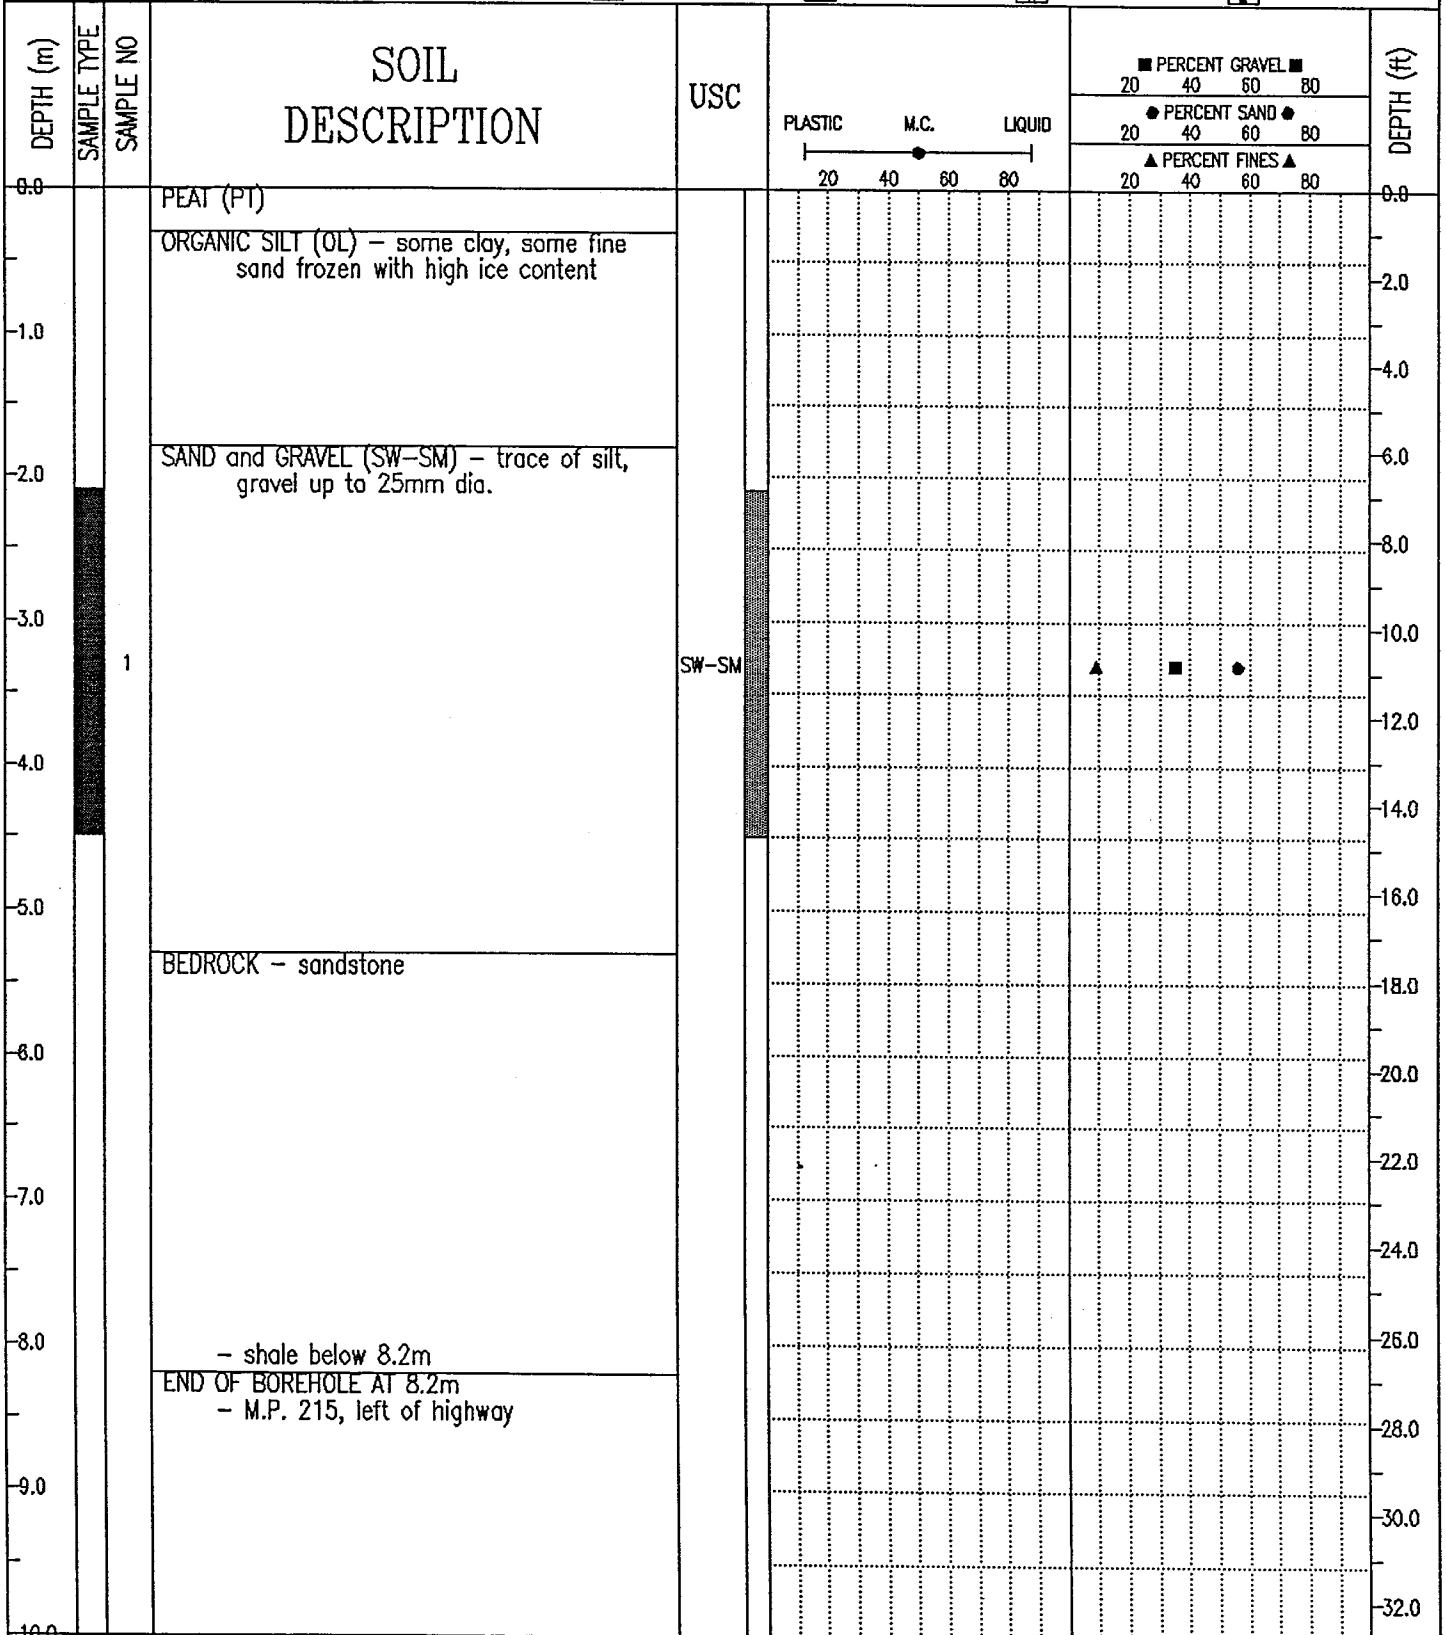 DEPTH (m)
SAMPLE TYPE
SAMPLE NO
SOIL
DESCRIPTION
USC
PLASTIC M.C. LIQUID
20 40 60 80
■ PERCENT GRAVEL ■
20 40 60 80
● PERCENT SAND ●
20 40 60 80
▲ PERCENT FINES ▲
20 40 60 80
DEPTH (ft)
0.0
PEAT (PT)
0.0
ORGANIC SILT (OL) – some clay, some fine
sand frozen with high ice content
2.0
1.0
4.0
SAND and GRAVEL (SW–SM) – trace of silt,
gravel up to 25mm dia.
6.0
2.0
8.0
3.0
10.0
1
SW–SM
12.0
4.0
14.0
5.0
16.0
BEDROCK – sandstone
18.0
6.0
20.0
22.0
7.0
24.0
8.0
26.0
– shale below 8.2m
END OF BOREHOLE AT 8.2m
– M.P. 215, left of highway
28.0
9.0
30.0
32.0
10.0